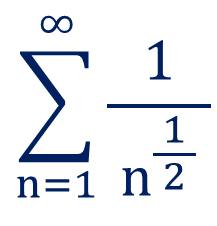 ∞
∑ 1
n=1 n^(1/2)